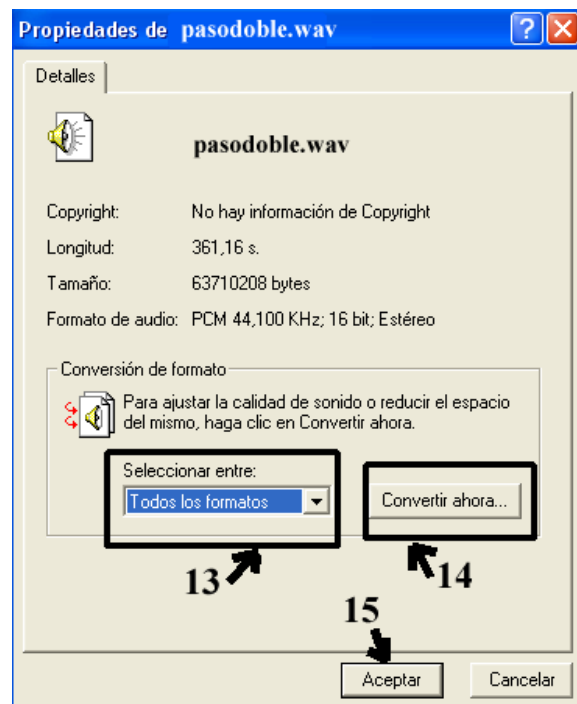 Propiedades de pasodoble.wav
Detalles
pasodoble.wav
Copyright: No hay información de Copyright
Longitud: 361,16 s.
Tamaño: 63710208 bytes
Formato de audio: PCM 44,100 KHz; 16 bit; Estéreo
Conversión de formato
Para ajustar la calidad de sonido o reducir el espacio
del mismo, haga clic en Convertir ahora.
Seleccionar entre:
Todos los formatos
Convertir ahora...
13
14
15
Aceptar
Cancelar